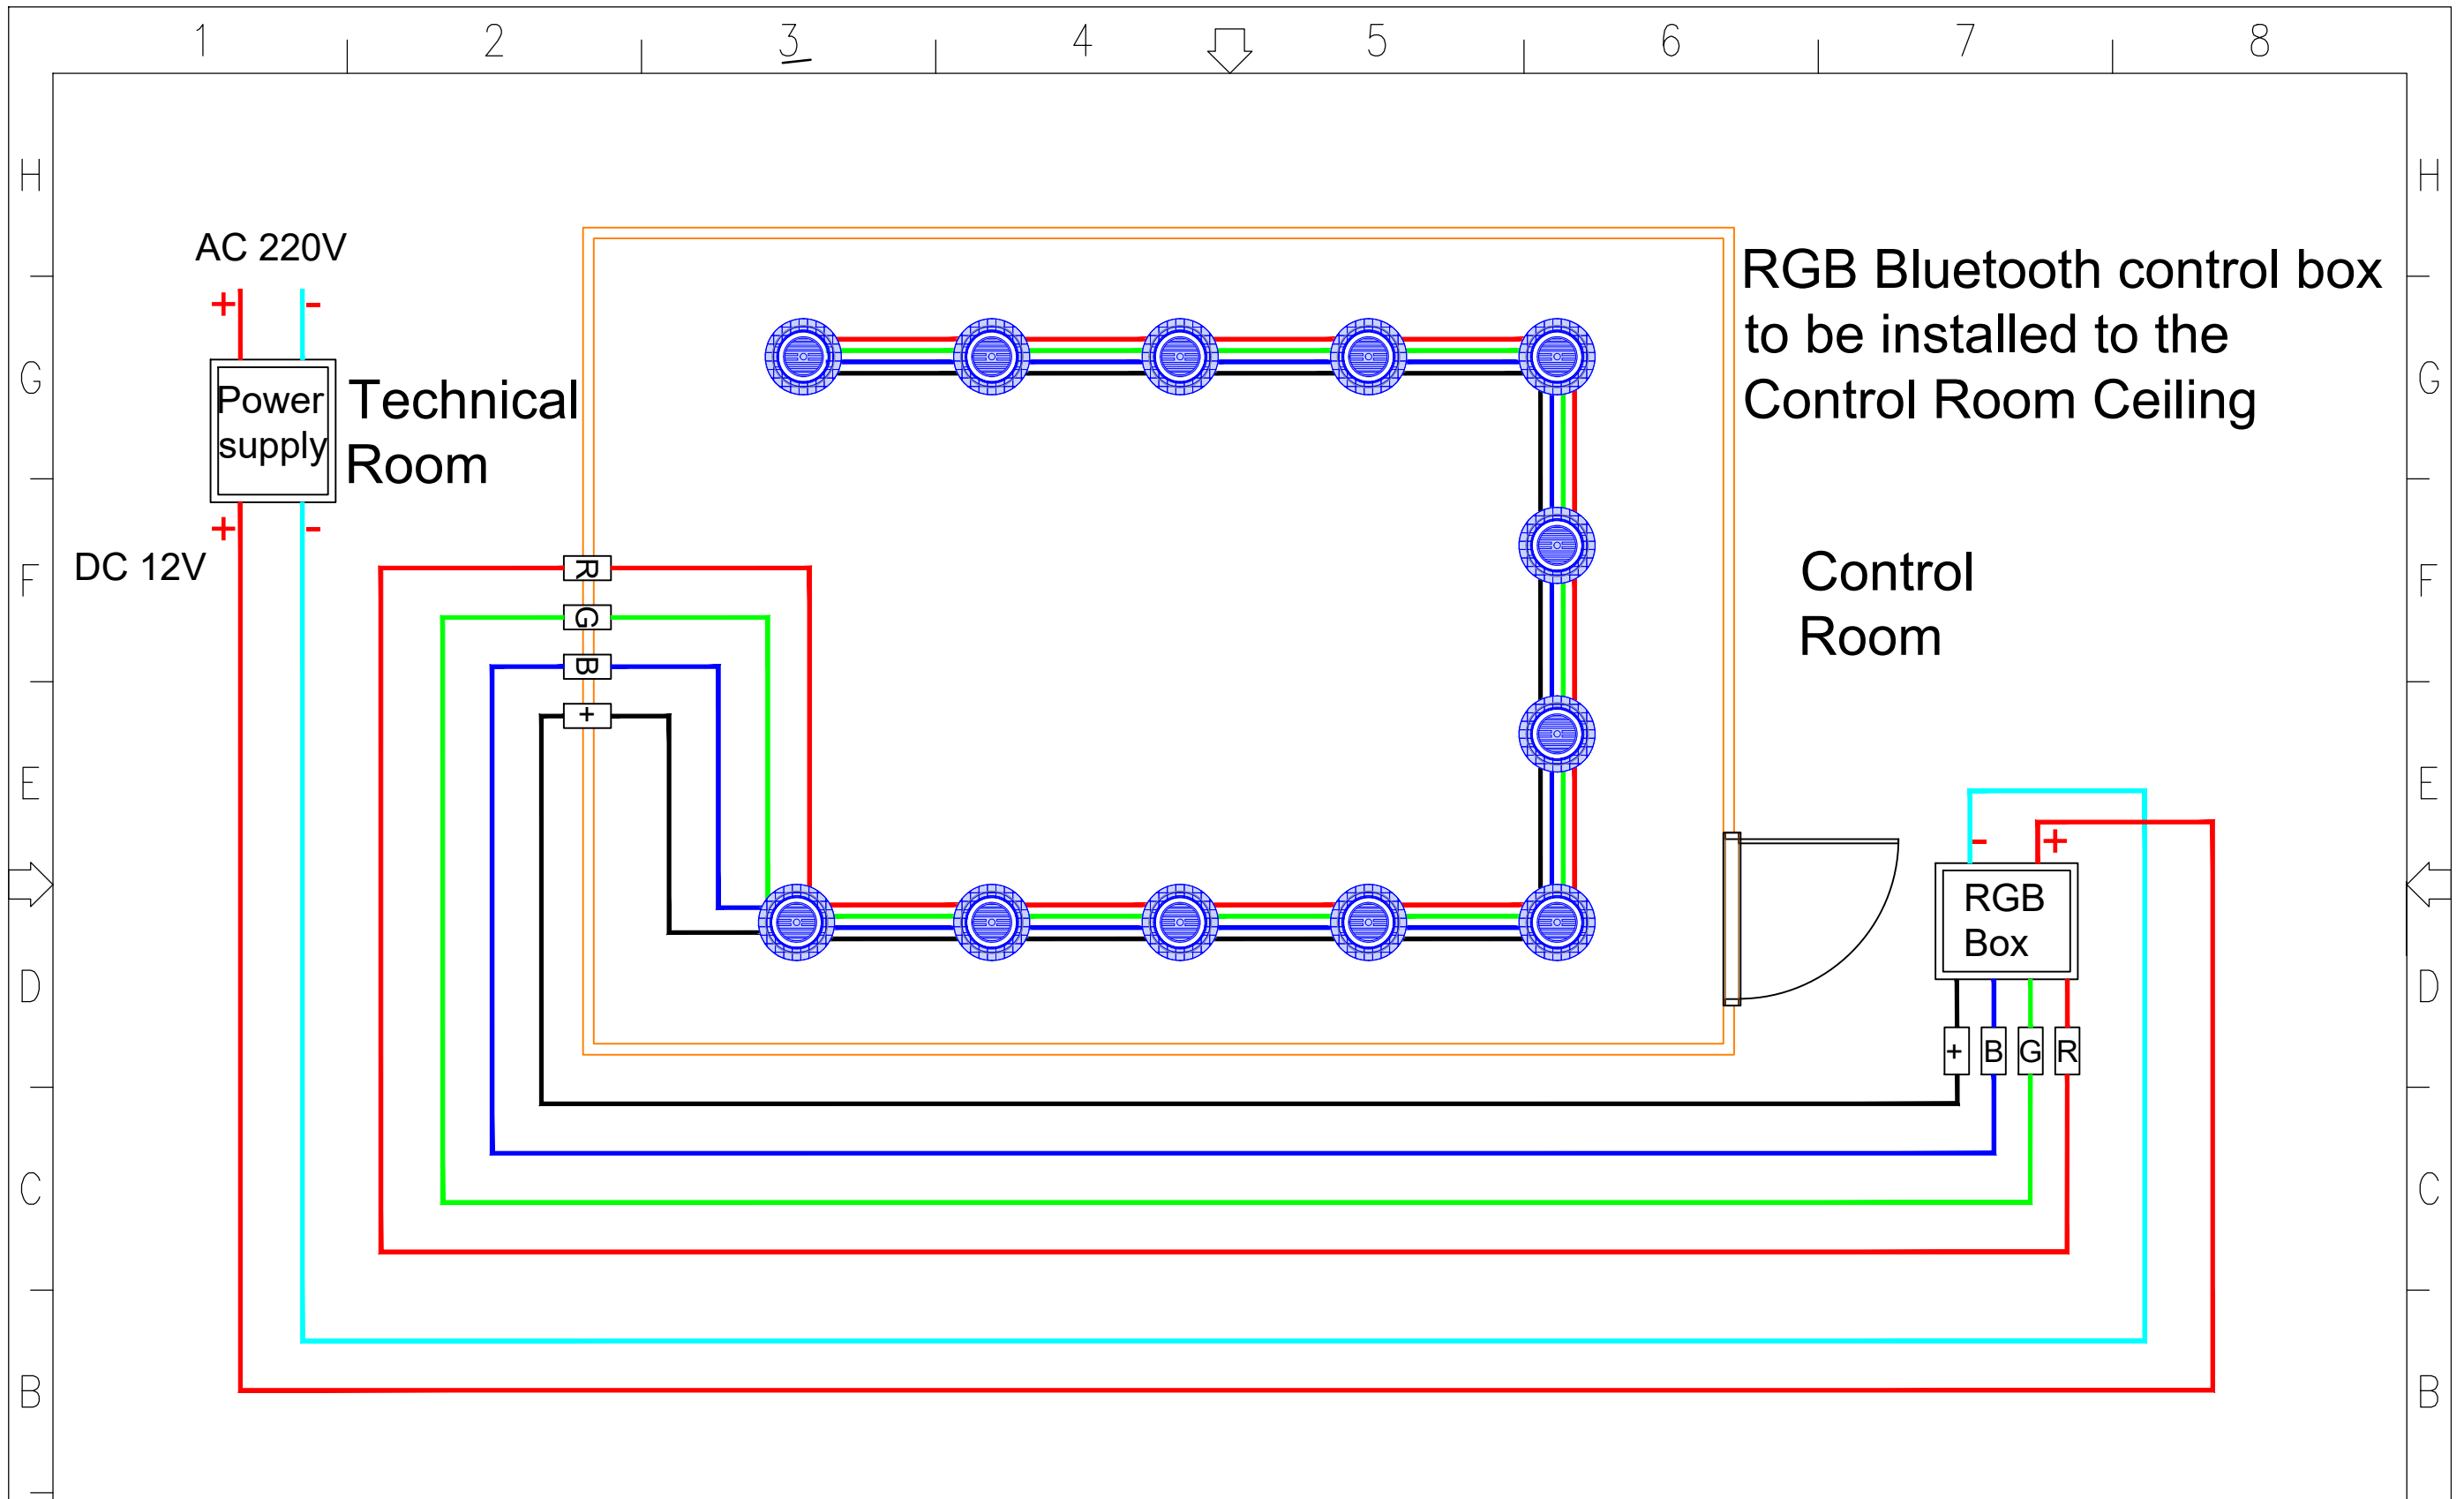 1 2 3 4 5 6 7 8
H H
AC 220V
+ -
RGB Bluetooth control box
to be installed to the
Control Room Ceiling
G G
Power
supply
Technical
Room
+ -
DC 12V
F F
R
G
B
+
Control
Room
E E
- +
RGB
Box
D D
+ B G R
C C
B B